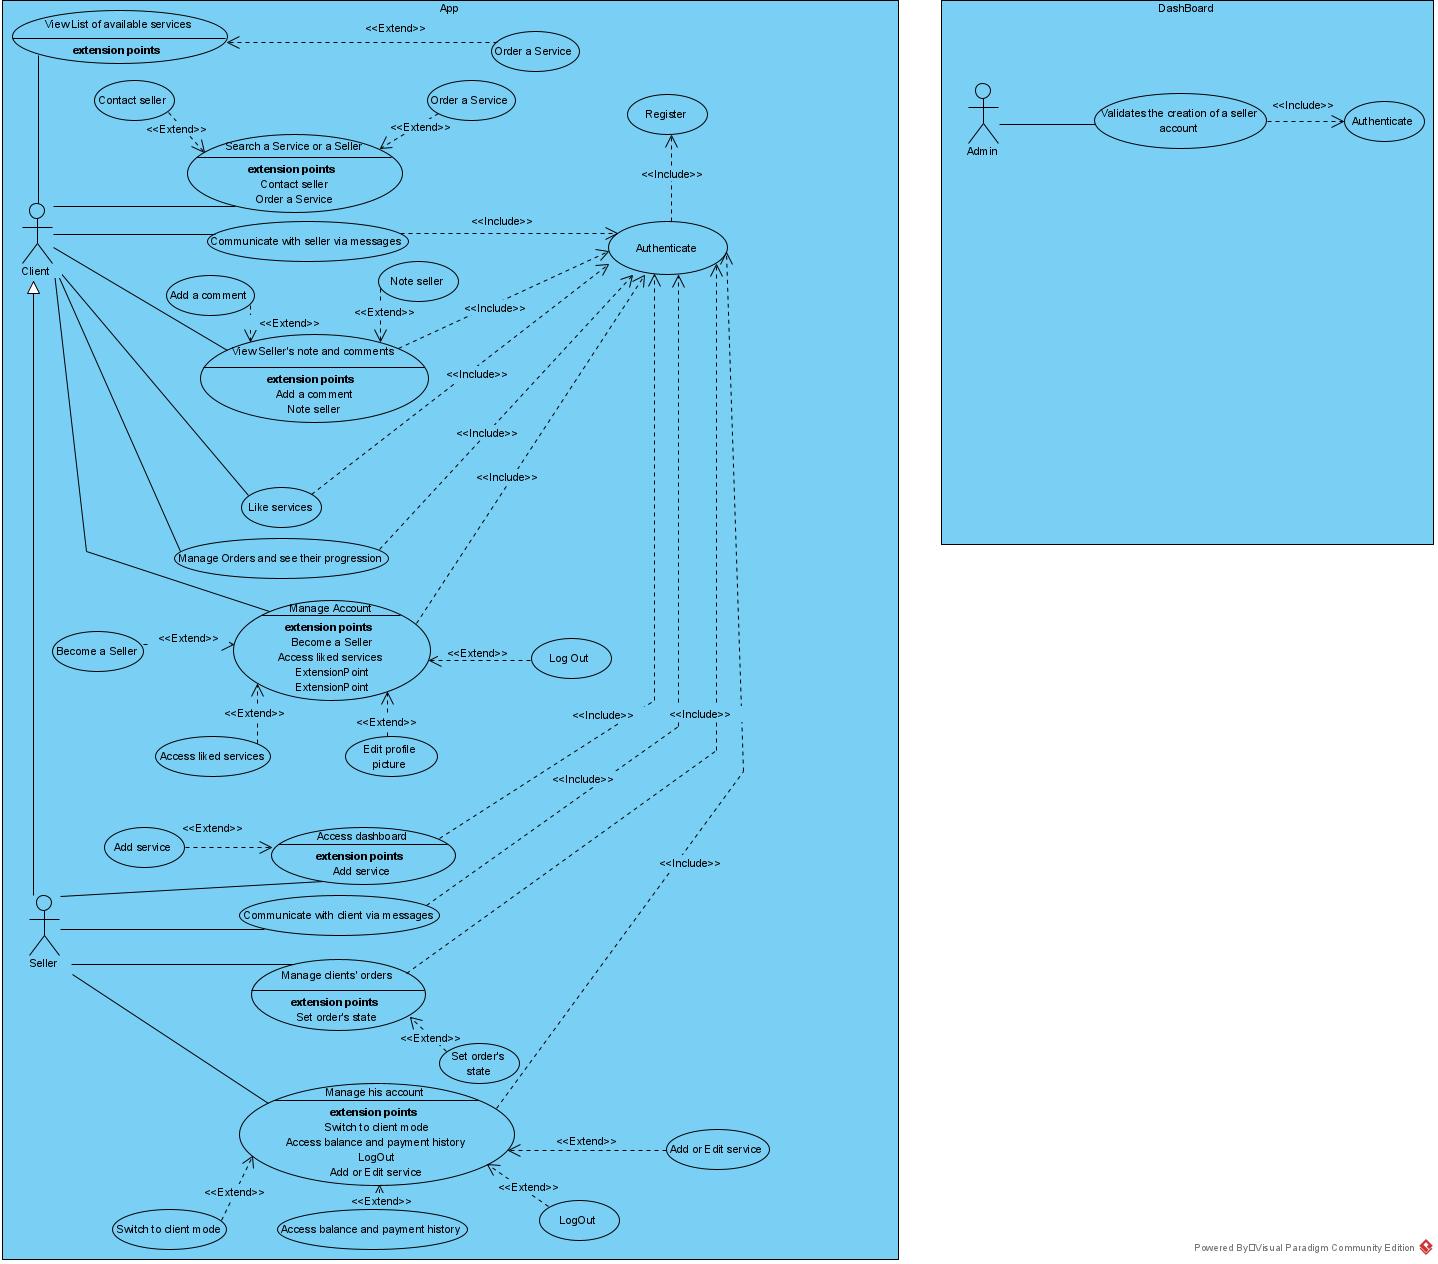 App
View List of available services
extension points
<<Extend>>
Order a Service
Contact seller
<<Extend>>
Order a Service
<<Extend>>
Search a Service or a Seller
extension points
Contact seller
Order a Service
Register
<<Include>>
Communicate with seller via messages
<<Include>>
Authenticate
Client
Add a comment
Note seller
<<Extend>>
<<Extend>>
<<Include>>
View Seller's note and comments
extension points
Add a comment
Note seller
<<Include>>
<<Include>>
<<Include>>
Like services
Manage Orders and see their progression
Manage Account
extension points
Become a Seller
Access liked services
ExtensionPoint
ExtensionPoint
Become a Seller
<<Extend>>
<<Extend>>
Log Out
<<Extend>>
<<Extend>>
Access liked services
Edit profile
picture
<<Include>>
<<Include>>
<<Include>>
Add service
<<Extend>>
Access dashboard
extension points
Add service
<<Include>>
Communicate with client via messages
Seller
Manage clients' orders
extension points
Set order's state
<<Extend>>
Set order's
state
Manage his account
extension points
Switch to client mode
Access balance and payment history
LogOut
Add or Edit service
<<Extend>>
Add or Edit service
<<Extend>>
<<Extend>>
<<Extend>>
Switch to client mode
Access balance and payment history
LogOut
DashBoard
Admin
Validates the creation of a seller
account
<<Include>>
Authenticate
Powered By□Visual Paradigm Community Edition